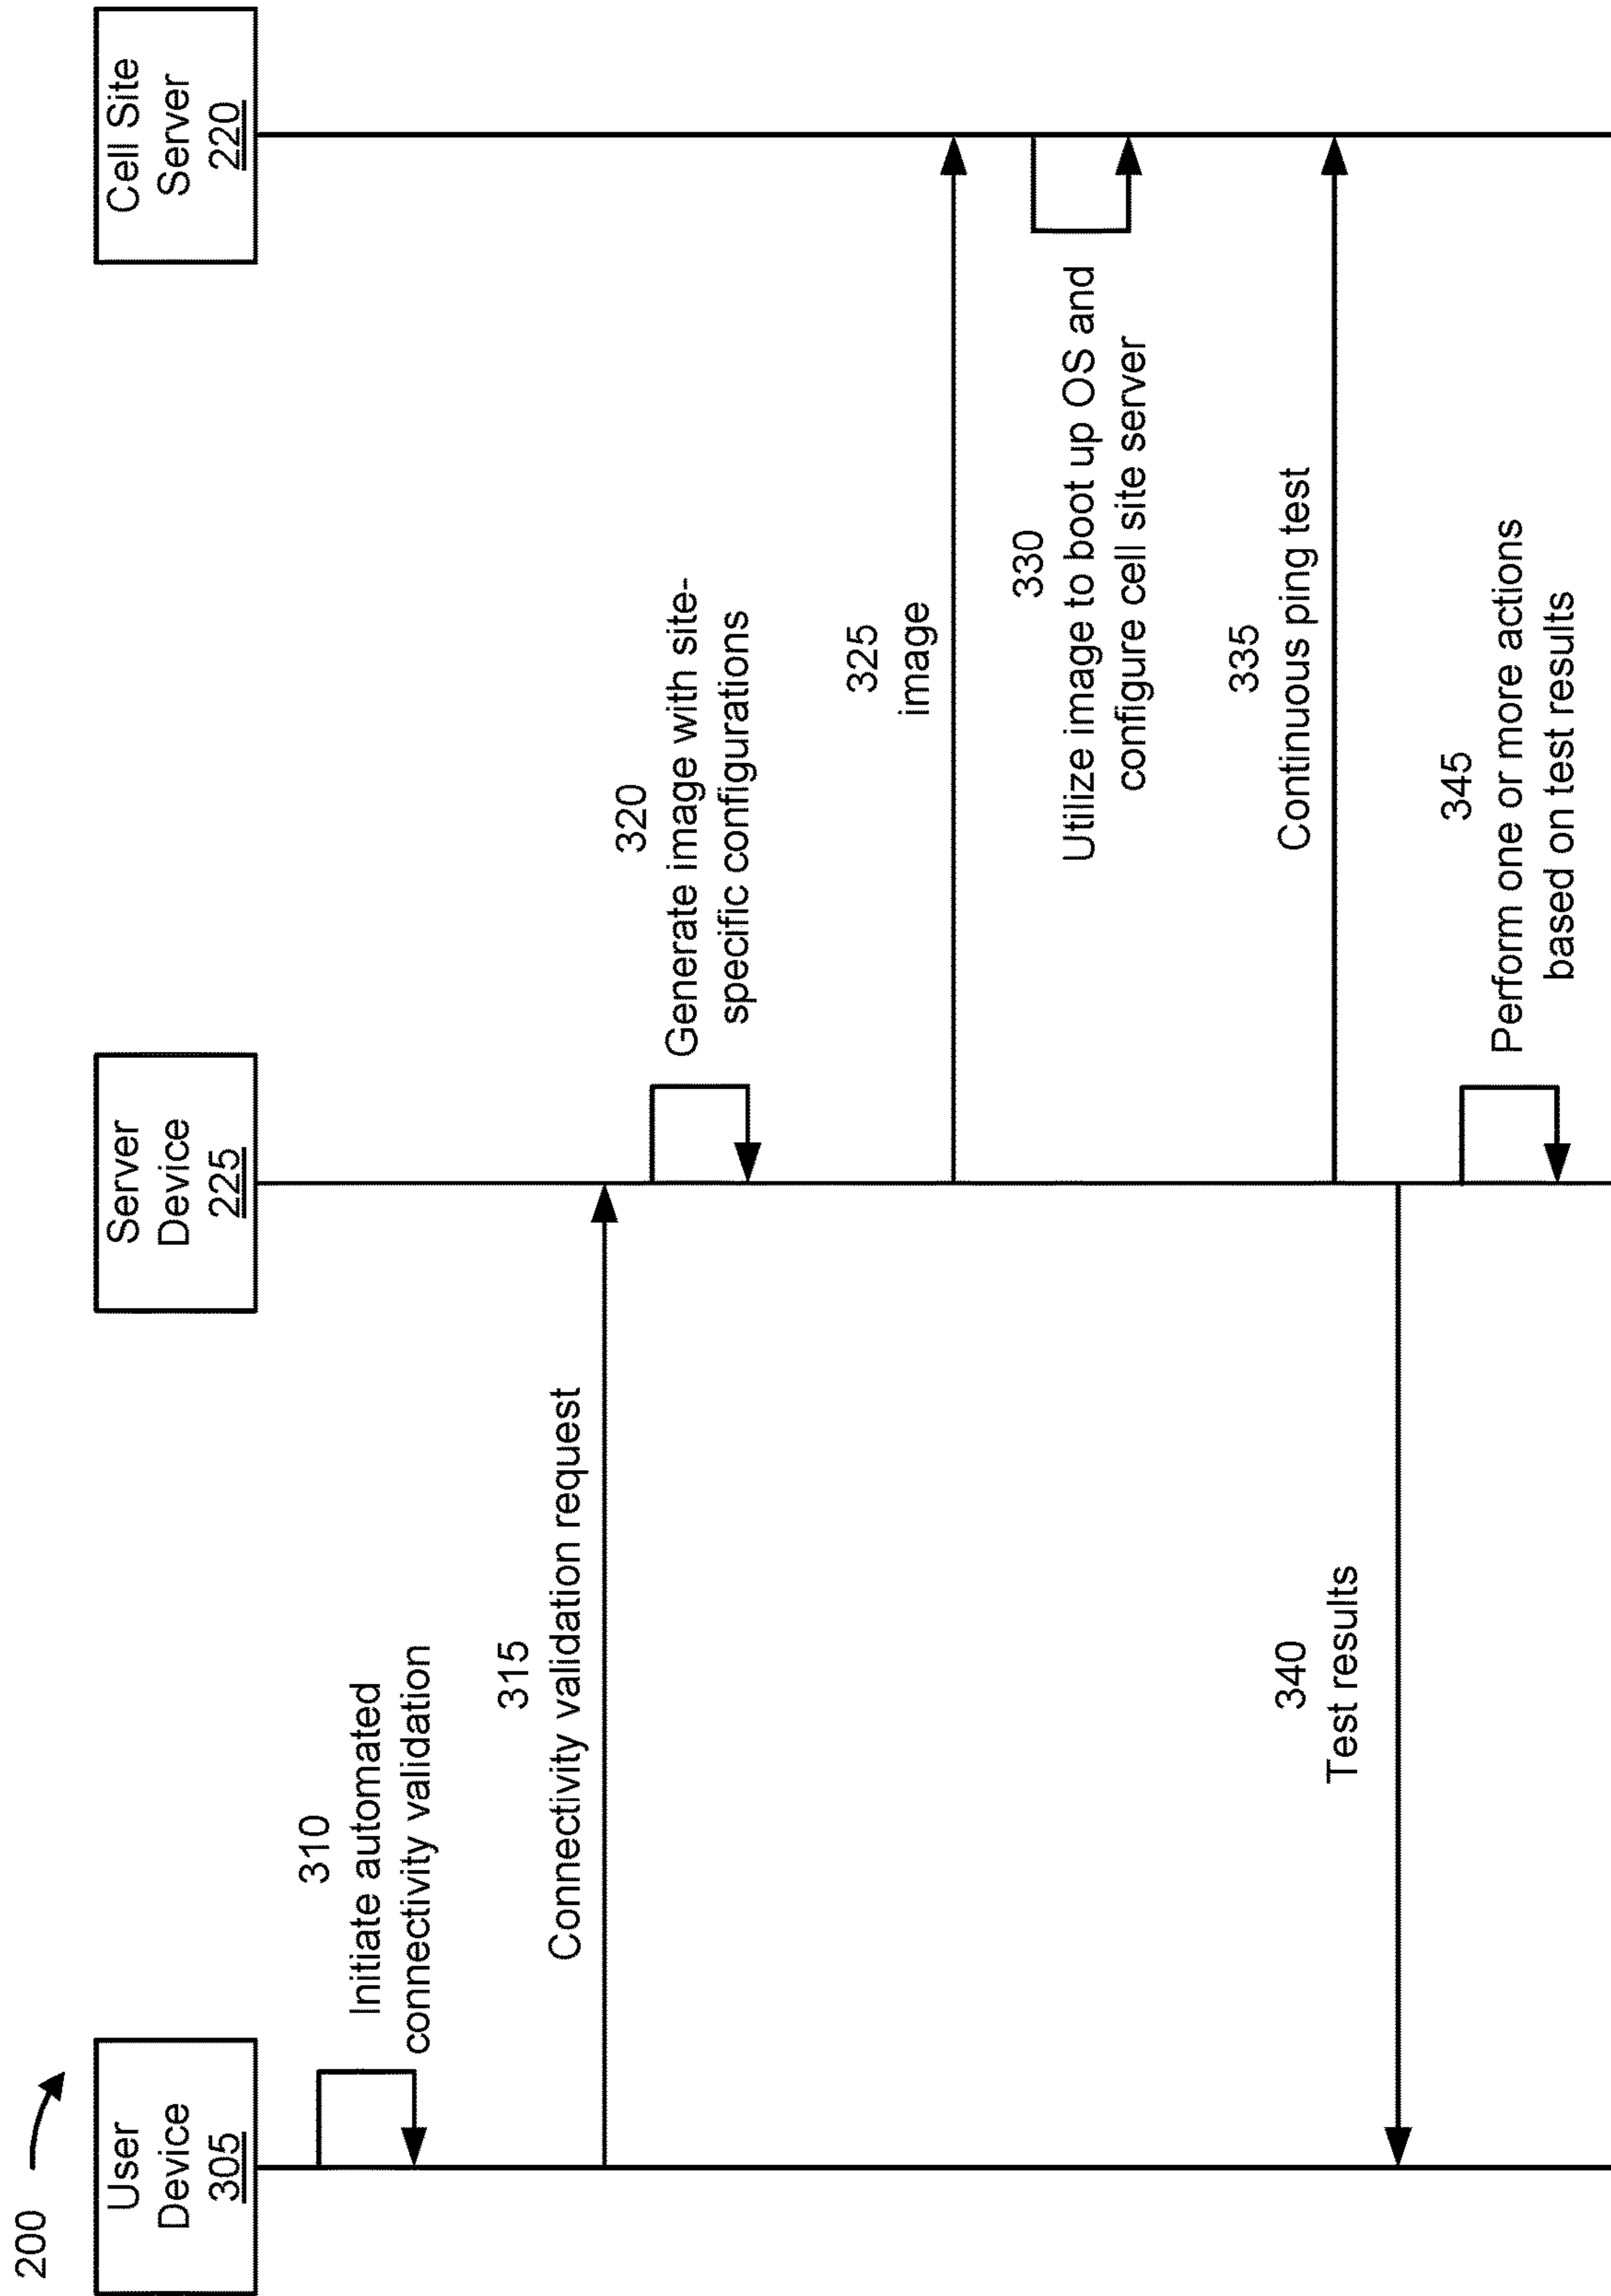 200
User
Device
305
Server
Device
225
Cell Site
Server
220
310
Initiate automated
connectivity validation
315
Connectivity validation request
320
Generate image with site-
specific configurations
325
image
330
Utilize image to boot up OS and
configure cell site server
335
Continuous ping test
340
Test results
345
Perform one or more actions
based on test results